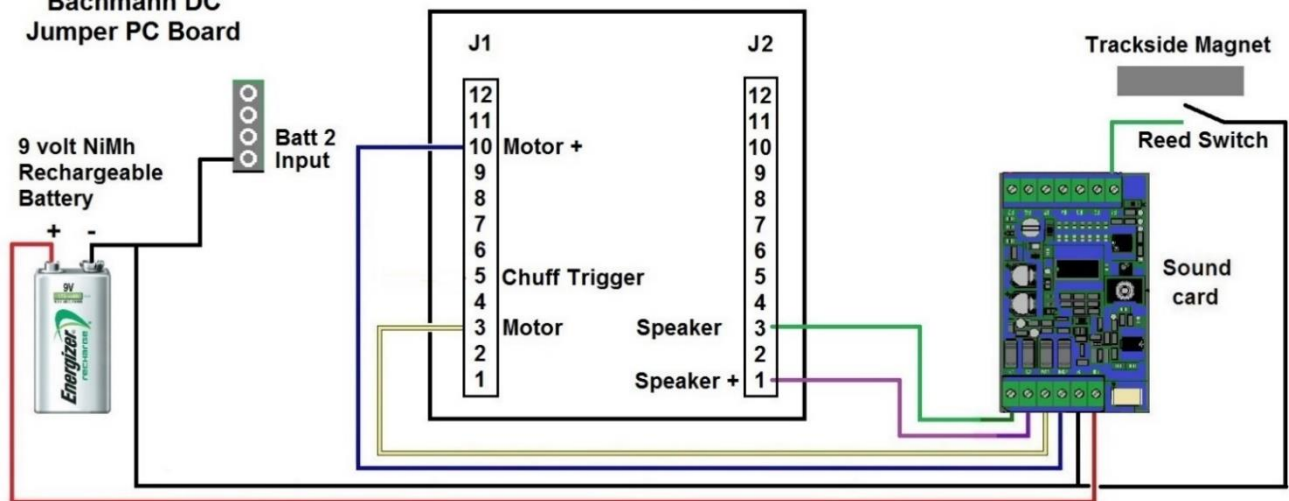 Bachmann DC
Jumper PC Board
J1
J2
Trackside Magnet
Reed Switch
9 volt NiMh
Rechargeable
Battery
+ -
Batt 2
Input
12
11
10 Motor +
9
8
7
6
5 Chuff Trigger
4
3 Motor
2
1
12
11
10
9
8
7
6
5
4
Speaker 3
2
Speaker + 1
Sound
card
9V
Energizer
recharge